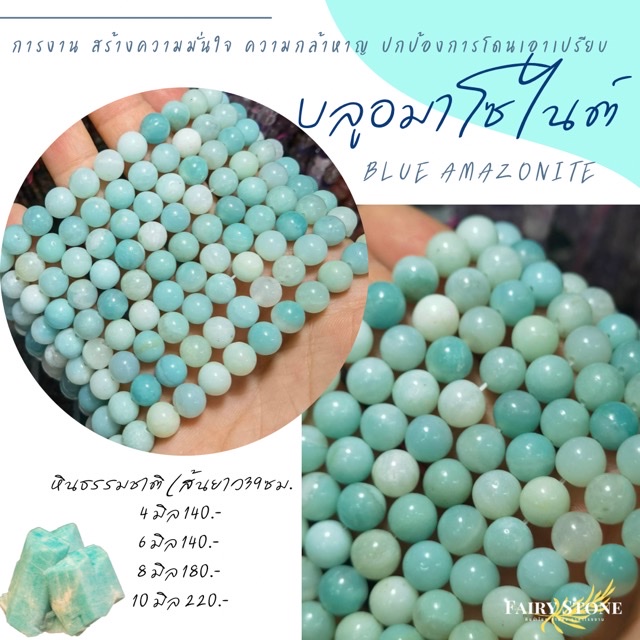 การงาน สร้างความมั่นใจ ความกล้าหาญ ปกป้องการโดนเอาเปรียบ
บลูอมาโซไนต์
BLUE AMAZONITE
หินธรรมชาติ เส้นยาว39ซม.
4 มิล 140.-
6 มิล 140.-
8 มิล 180.-
10 มิล 220.-
FAIRY STONE